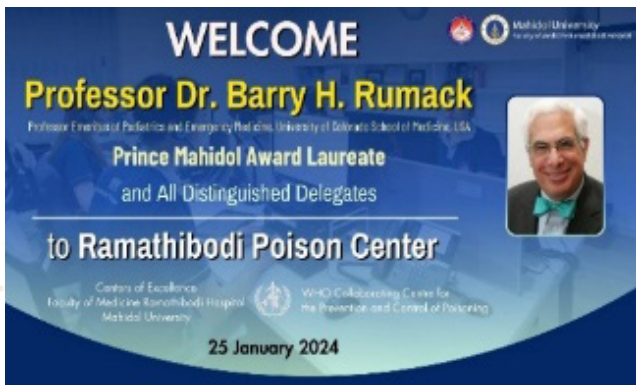 WELCOME
Mahidol University
Professor Dr. Barry H. Rumack
Professor Emeritus of Pediatrics and Emergency Medicine, University of Colorado School of Medicine, USA
Prince Mahidol Award Laureate
and All Distinguished Delegates
to Ramathibodi Poison Center
Centers of Excellence
Faculty of Medicine Ramathibodi Hospital
Mahidol University
WHO Collaborating Centre for
the Prevention and Control of Poisoning
25 January 2024